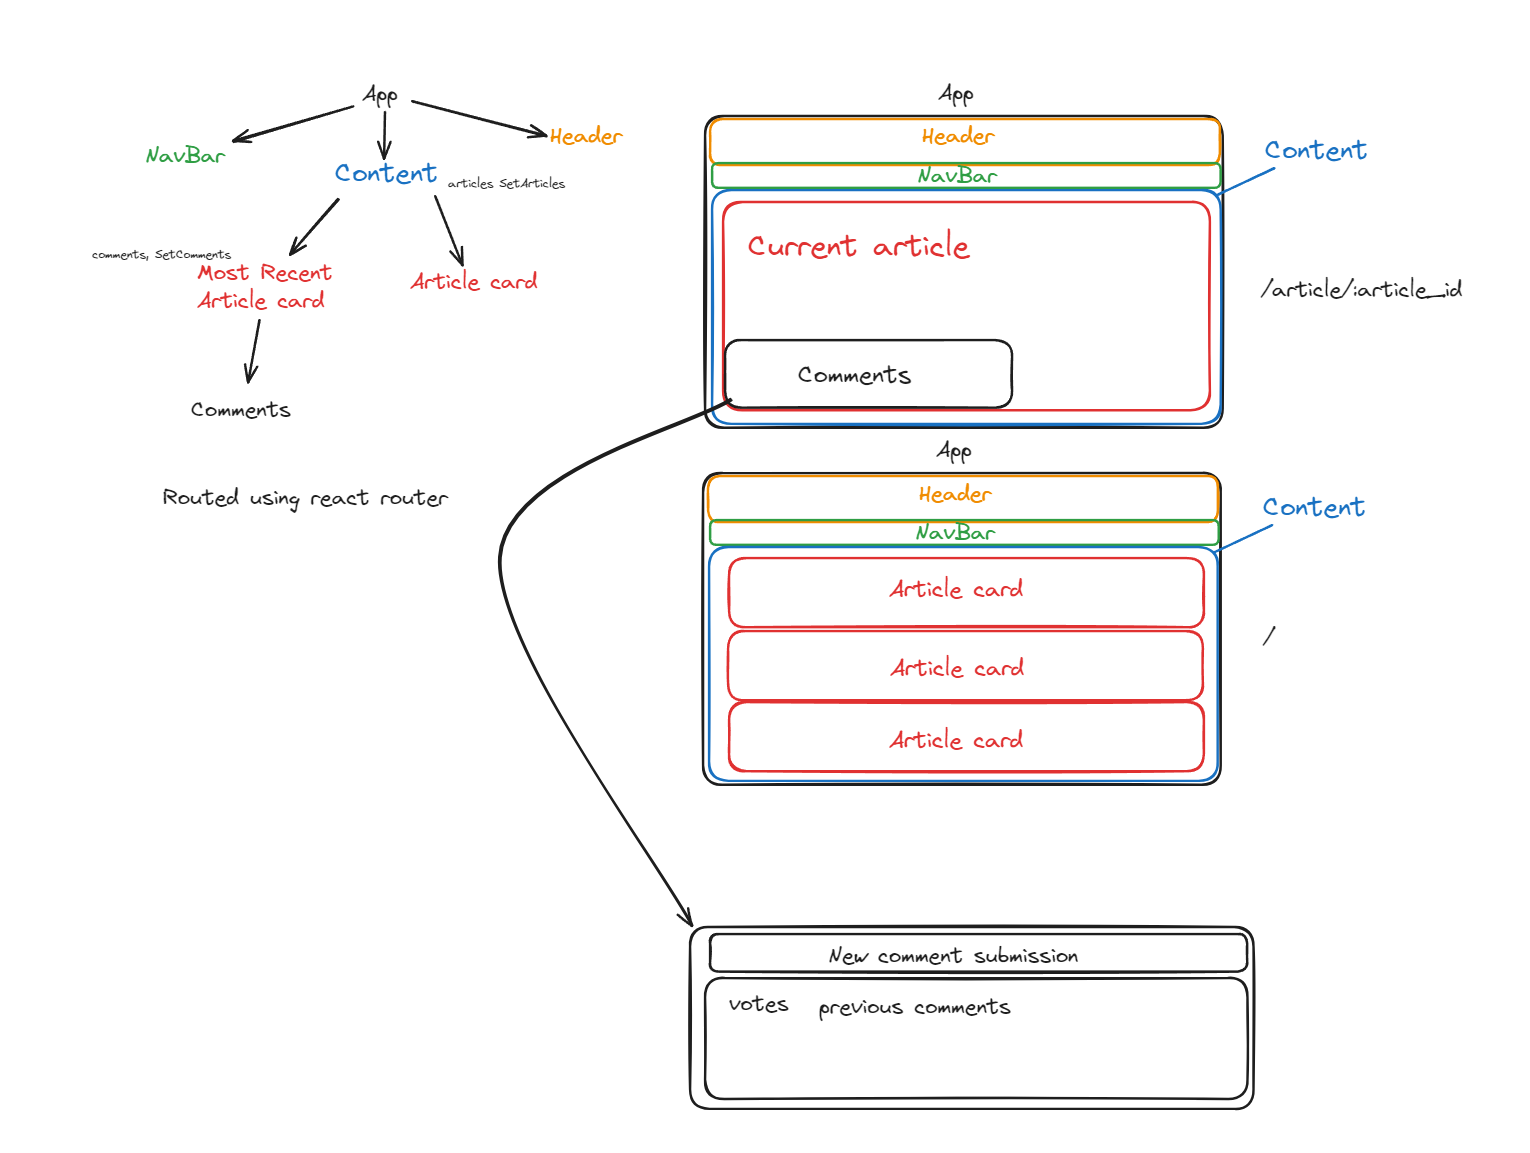 App
NavBar
Header
Content
articles SetArticles
comments, SetComments
Most Recent
Article card
Article card
Comments
Routed using react router
App
Header
NavBar
Content
Current article
/article/:article_id
Comments
App
Header
NavBar
Content
Article card
Article card
Article card
/
New comment submission
votes previous comments